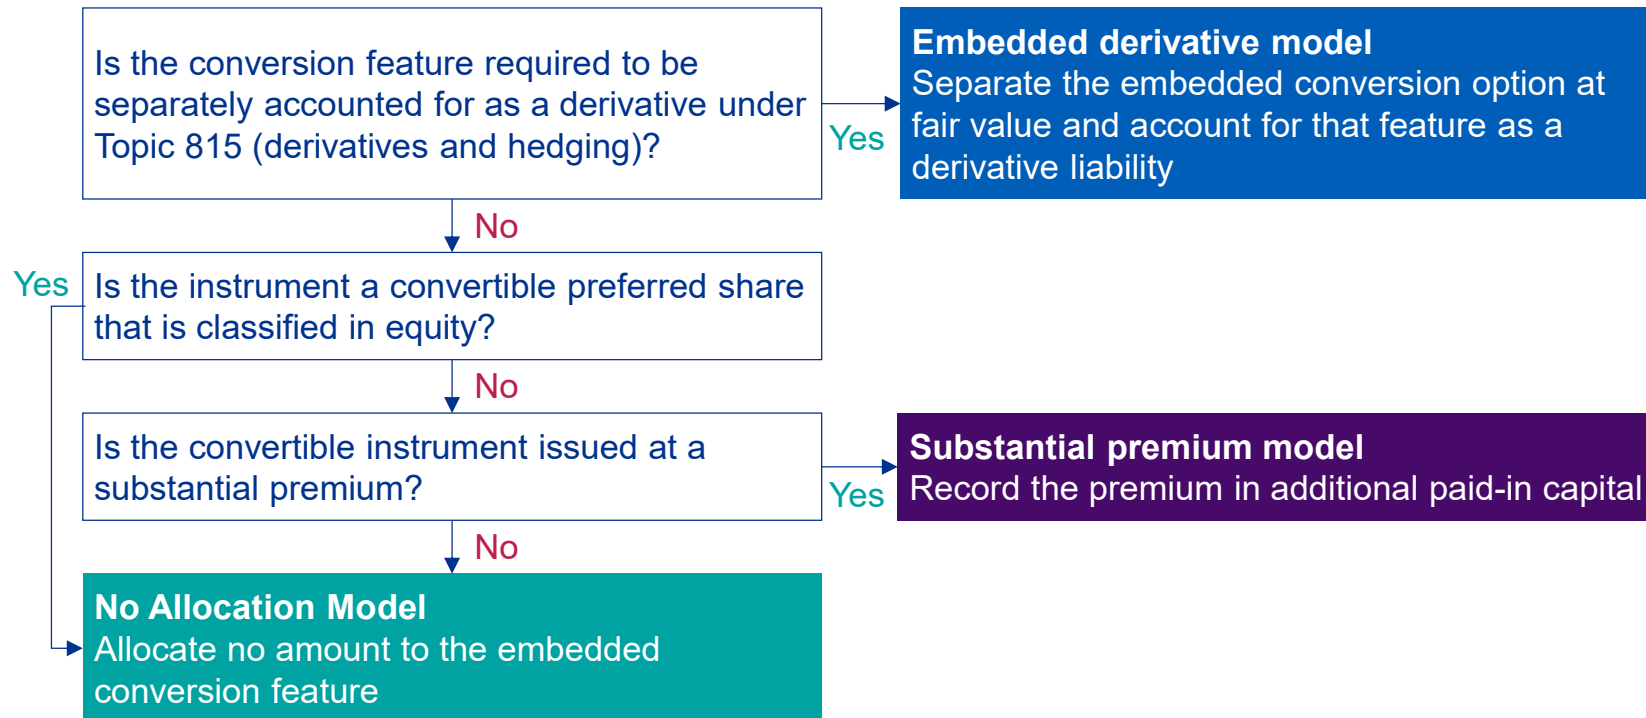 Is the conversion feature required to be
separately accounted for as a derivative under
Topic 815 (derivatives and hedging)?
Yes
Embedded derivative model
Separate the embedded conversion option at
fair value and account for that feature as a
derivative liability
No
Yes
Is the instrument a convertible preferred share
that is classified in equity?
No
Is the convertible instrument issued at a
substantial premium?
Yes
Substantial premium model
Record the premium in additional paid-in capital
No
No Allocation Model
Allocate no amount to the embedded
conversion feature